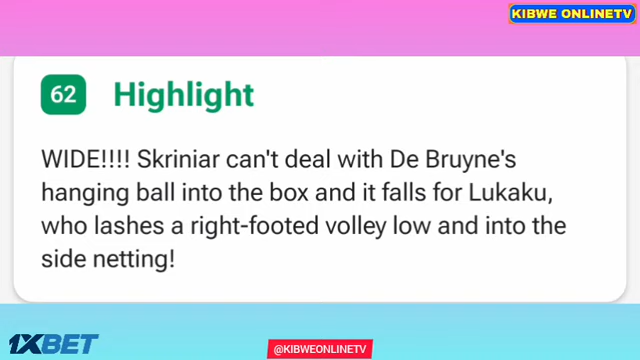 KIBWE ONLINETV
62 Highlight
WIDE!!!! Skriniar can't deal with De Bruyne's
hanging ball into the box and it falls for Lukaku,
who lashes a right-footed volley low and into the
side netting!
1XBET
@KIBWEONLINETV